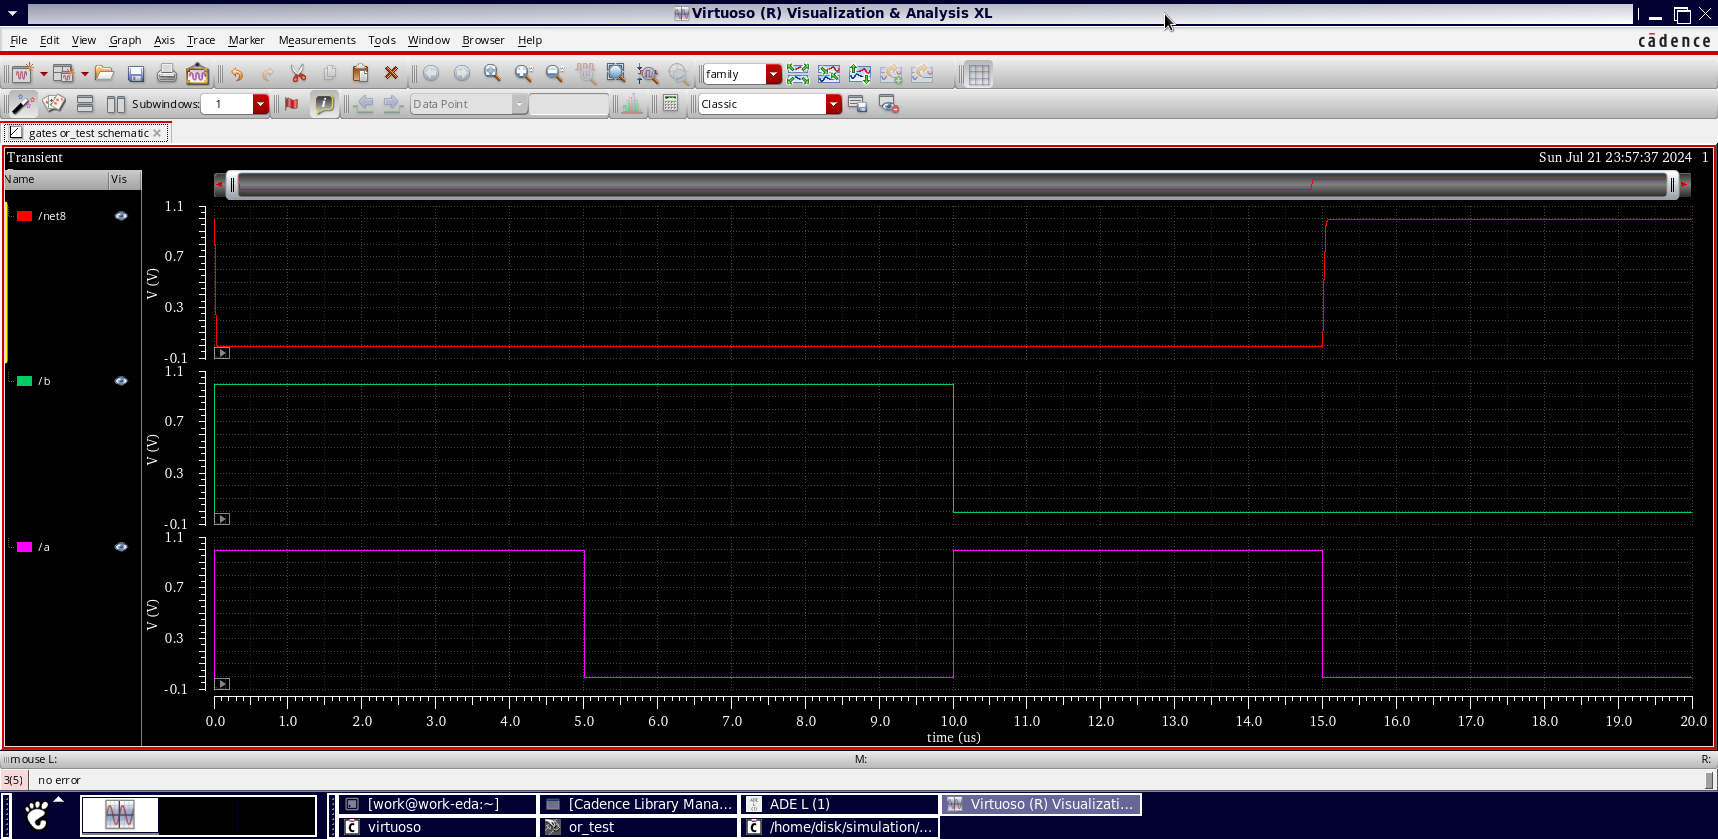 Virtuoso (R) Visualization & Analysis XL
File Edit View Graph Axis Trace Marker Measurements Tools Window Browser Help
cādence
family
Subwindows: 1
Data Point
Classic
gates or_test schematic
Transient
Sun Jul 21 23:57:37 2024 1
Name Vis
/net8
1.1
0.7
0.3
-0.1
V (V)
/b
1.1
0.7
0.3
-0.1
V (V)
/a
1.1
0.7
0.3
-0.1
V (V)
0.0 1.0 2.0 3.0 4.0 5.0 6.0 7.0 8.0 9.0 10.0 11.0 12.0 13.0 14.0 15.0 16.0 17.0 18.0 19.0 20.0
time (us)
mouse L: M: R:
3(5) no error
[work@work-eda:~] [Cadence Library Mana... ADE L (1) Virtuoso (R) Visualizati...
virtuoso or_test /home/disk/simulation/...